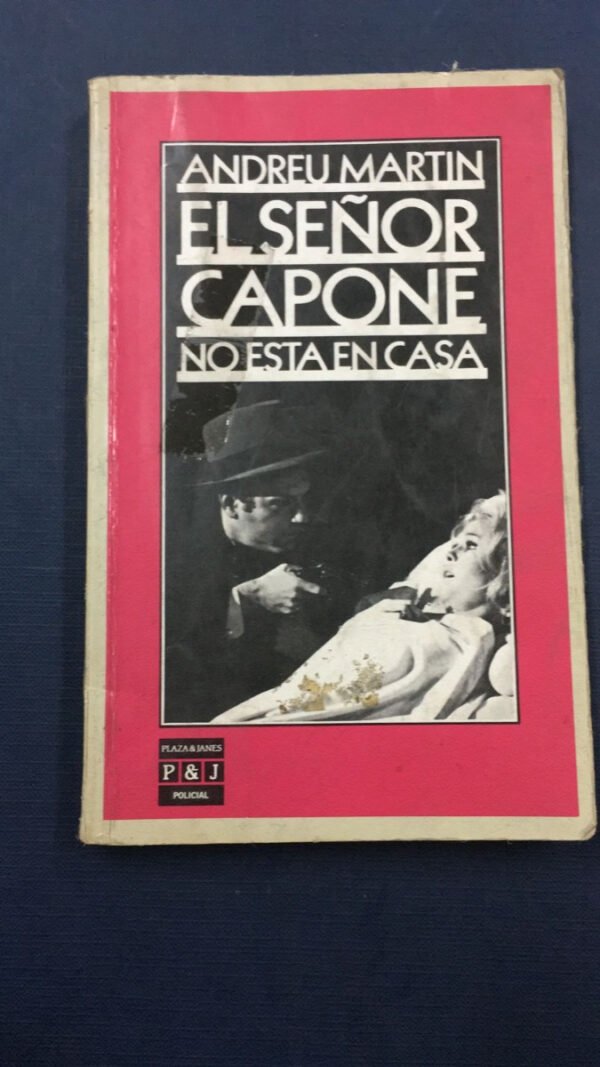 ANDREU MARTIN
EL SEÑOR
CAPONE
NO ESTA EN CASA
PLAZA & JANES
P & J
POLICIAL